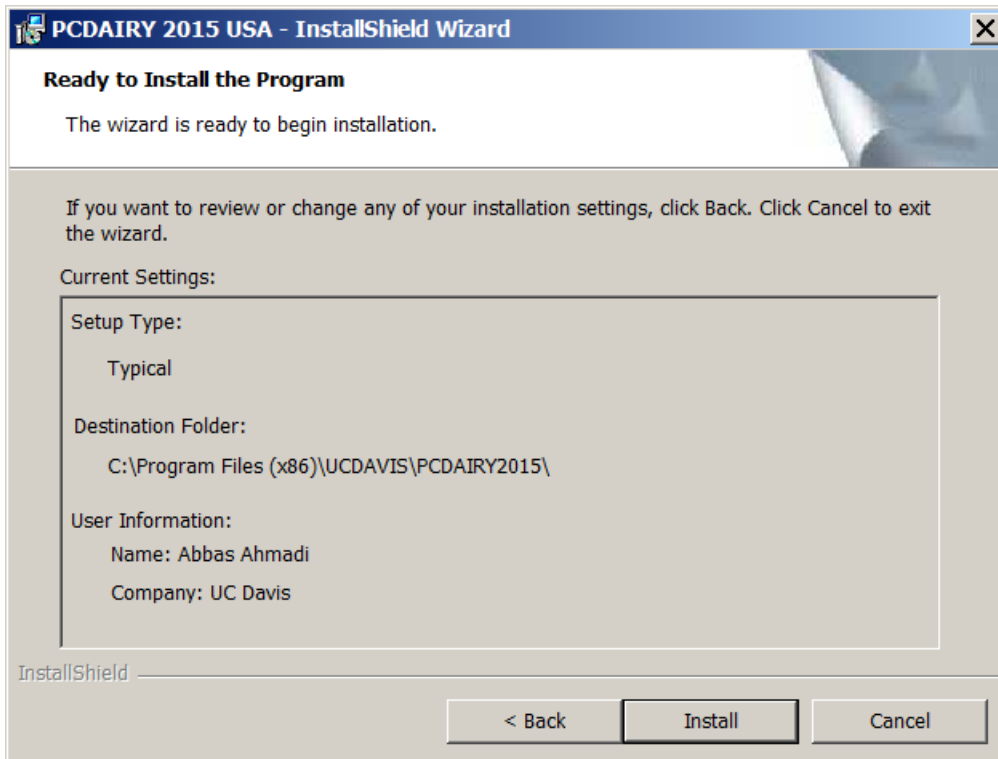 PCDAIRY 2015 USA - InstallShield Wizard
Ready to Install the Program
The wizard is ready to begin installation.
If you want to review or change any of your installation settings, click Back. Click Cancel to exit
the wizard.
Current Settings:
Setup Type:
Typical
Destination Folder:
C:\Program Files (x86)\UCDAVIS\PCDAIRY2015\
User Information:
Name: Abbas Ahmadi
Company: UC Davis
InstallShield
< Back Install Cancel